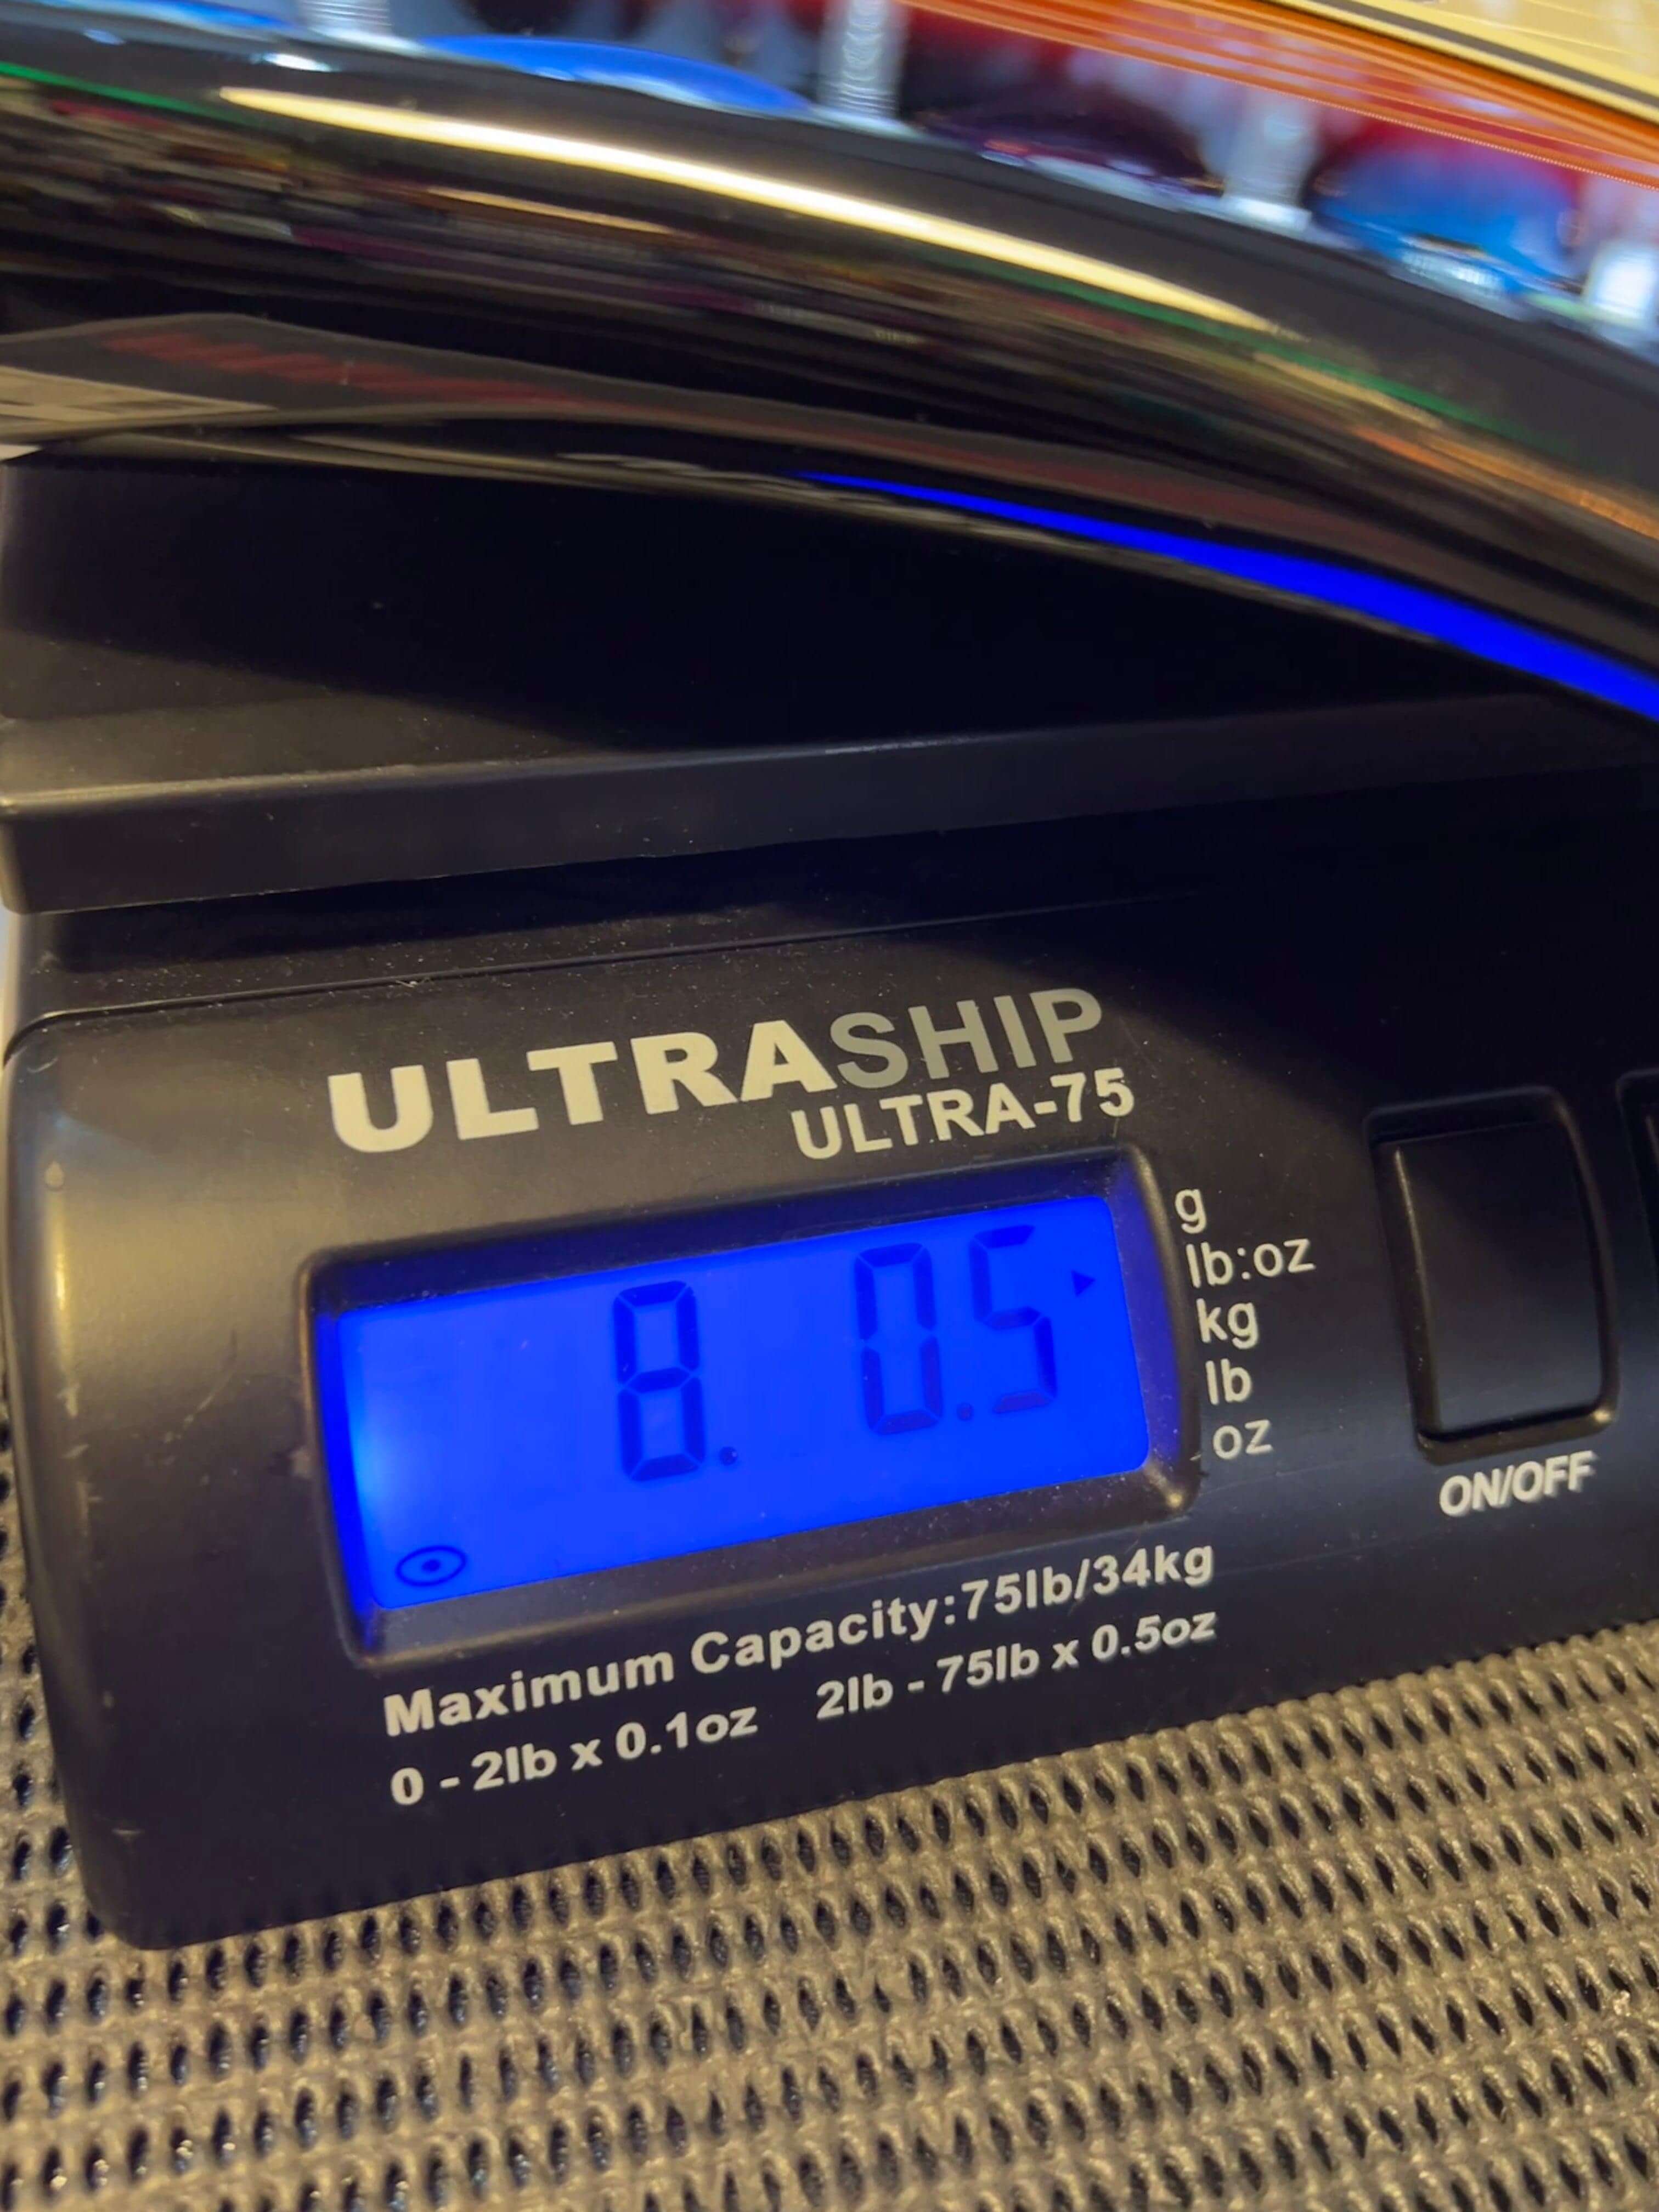 ULTRASHIP
ULTRA-75
8. 0.5
g
lb:oz
kg
lb
oz
ON/OFF
Maximum Capacity:75lb/34kg
0 - 2lb x 0.1oz 2lb - 75lb x 0.5oz